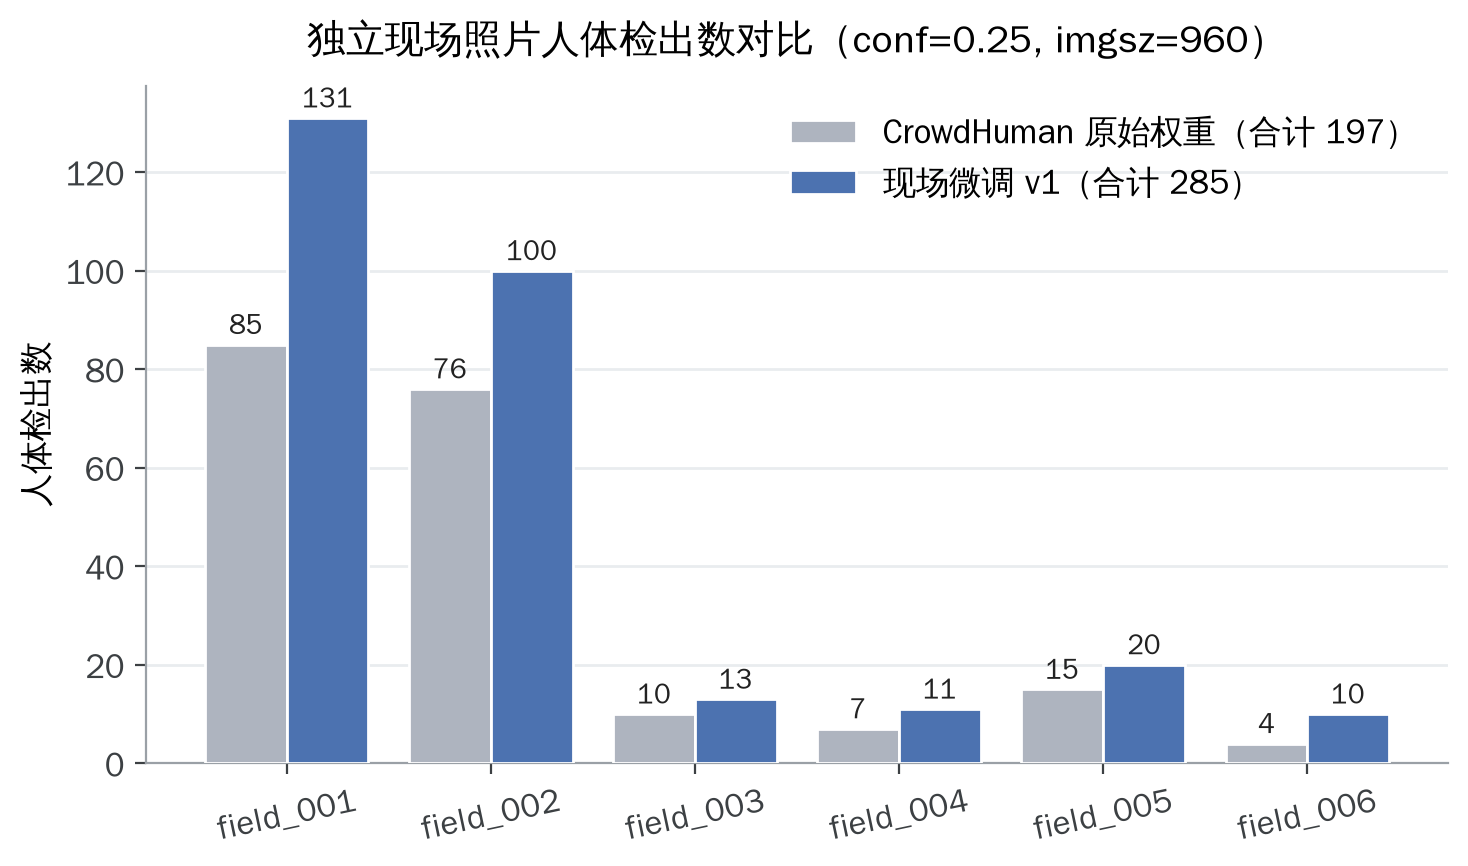 独立现场照片人体检出数对比（conf=0.25, imgsz=960）
CrowdHuman 原始权重（合计 197）
现场微调 v1（合计 285）
人体检出数
120
100
80
60
40
20
0
85
131
76
100
10
13
7
11
15
20
4
10
field_001
field_002
field_003
field_004
field_005
field_006